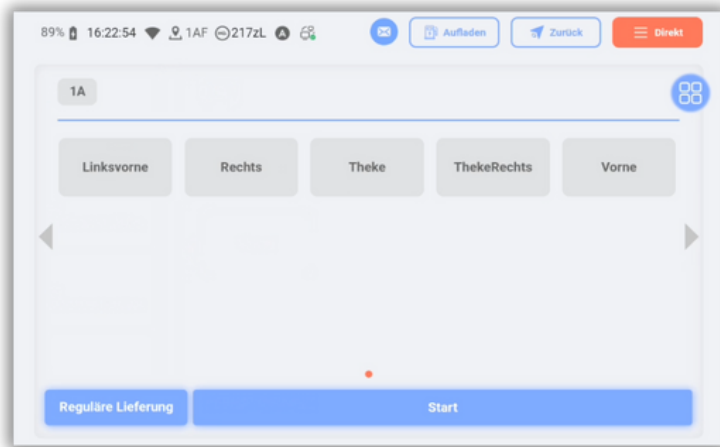 89% 16:22:54 1AF 217zL A Aufladen Zurück Direkt
1A
Linksvorne Rechts Theke ThekeRechts Vorne
Reguläre Lieferung Start